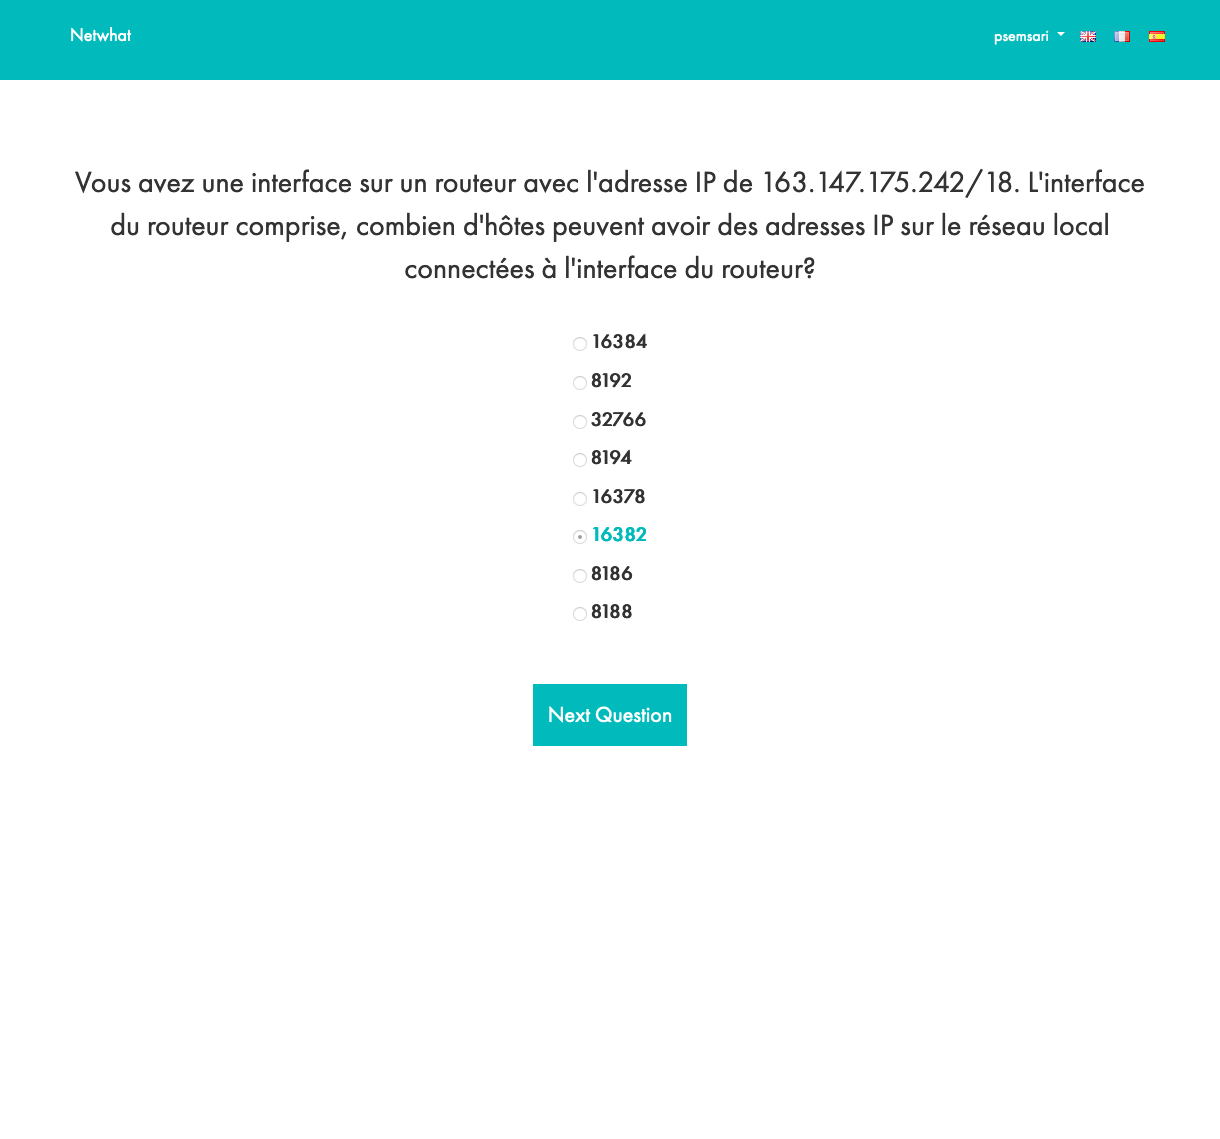 Netwhat
psemsari
Vous avez une interface sur un routeur avec l'adresse IP de 163.147.175.242/18. L'interface
du routeur comprise, combien d'hôtes peuvent avoir des adresses IP sur le réseau local
connectées à l'interface du routeur?
16384
8192
32766
8194
16378
16382
8186
8188
Next Question